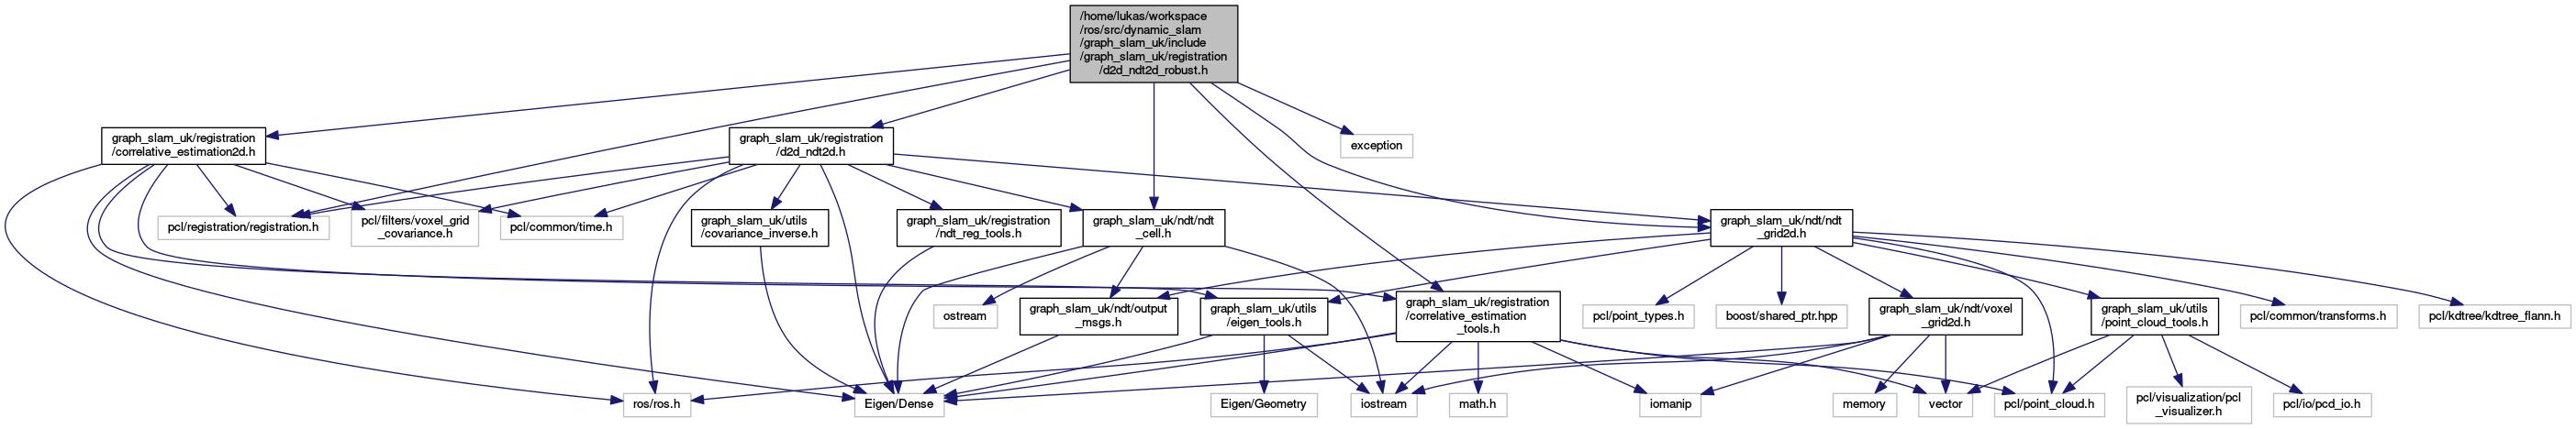 /home/lukas/workspace
/ros/src/dynamic_slam
/graph_slam_uk/include
/graph_slam_uk/registration
/d2d_ndt2d_robust.h
graph_slam_uk/registration
/correlative_estimation2d.h
graph_slam_uk/registration
/d2d_ndt2d.h
exception
pcl/registration/registration.h
pcl/filters/voxel_grid
_covariance.h
pcl/common/time.h
graph_slam_uk/utils
/covariance_inverse.h
graph_slam_uk/registration
/ndt_reg_tools.h
graph_slam_uk/ndt/ndt
_cell.h
graph_slam_uk/ndt/ndt
_grid2d.h
ostream
graph_slam_uk/ndt/output
_msgs.h
graph_slam_uk/utils
/eigen_tools.h
graph_slam_uk/registration
/correlative_estimation
_tools.h
pcl/point_types.h
boost/shared_ptr.hpp
graph_slam_uk/ndt/voxel
_grid2d.h
graph_slam_uk/utils
/point_cloud_tools.h
pcl/common/transforms.h
pcl/kdtree/kdtree_flann.h
ros/ros.h
Eigen/Dense
Eigen/Geometry
iostream
math.h
iomanip
memory
vector
pcl/point_cloud.h
pcl/visualization/pcl
_visualizer.h
pcl/io/pcd_io.h